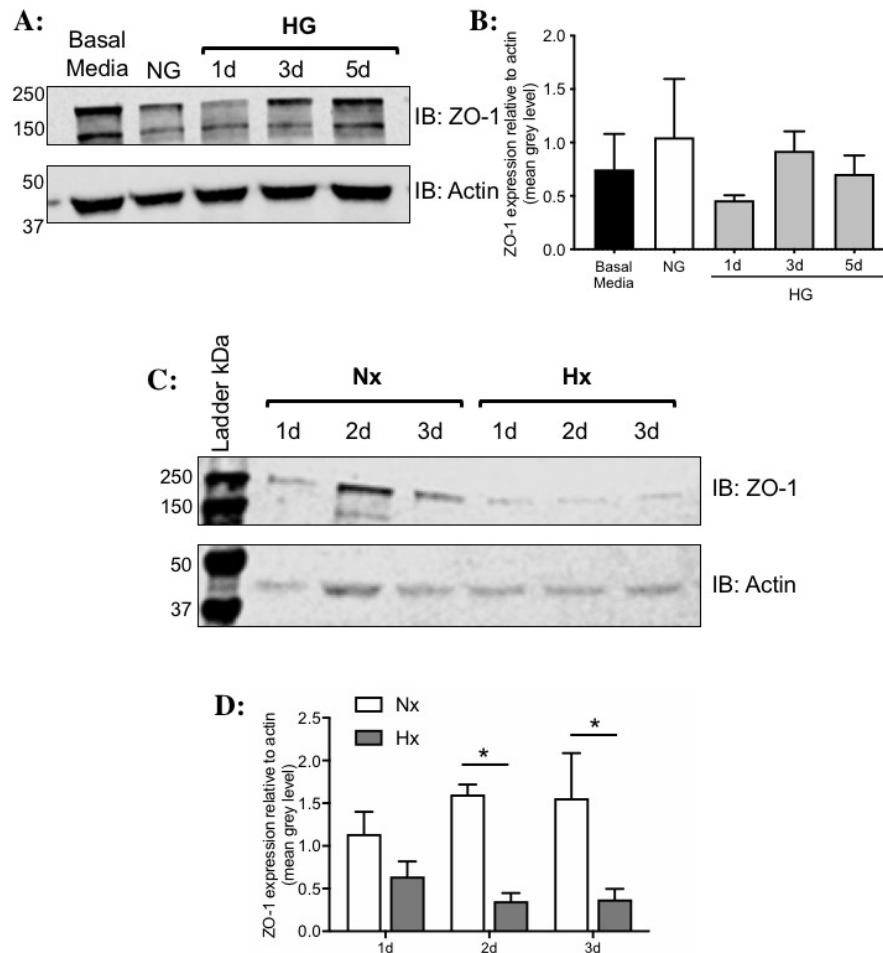 A:
HG
Basal
Media
NG
1d 3d 5d
250
150
IB: ZO-1
50
37
IB: Actin
B:
ZO-1 expression relative to actin
(mean grey level)
2.0
1.5
1.0
0.5
0.0
Basal
Media
NG
1d 3d 5d
HG
C:
Ladder kDa
Nx Hx
1d 2d 3d 1d 2d 3d
250
150
IB: ZO-1
50
37
IB: Actin
D:
ZO-1 expression relative to actin
(mean grey level)
2.5
2.0
1.5
1.0
0.5
0.0
Nx
Hx
* *
1d 2d 3d